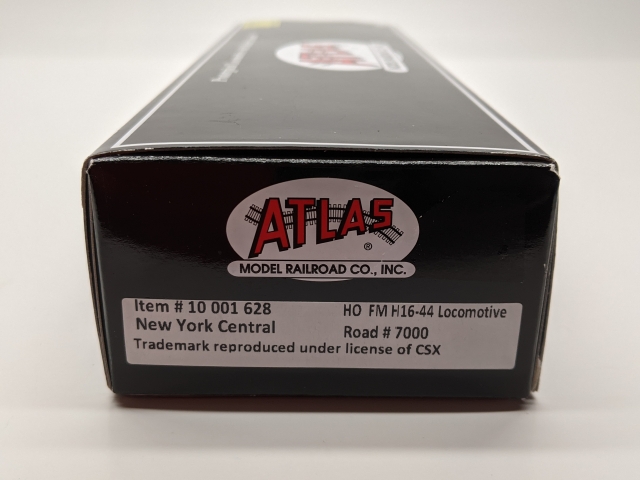 ATLAS
ATLAS
®
MODEL RAILROAD CO., INC.
Item # 10 001 628 HO FM H16-44 Locomotive
New York Central Road # 7000
Trademark reproduced under license of CSX